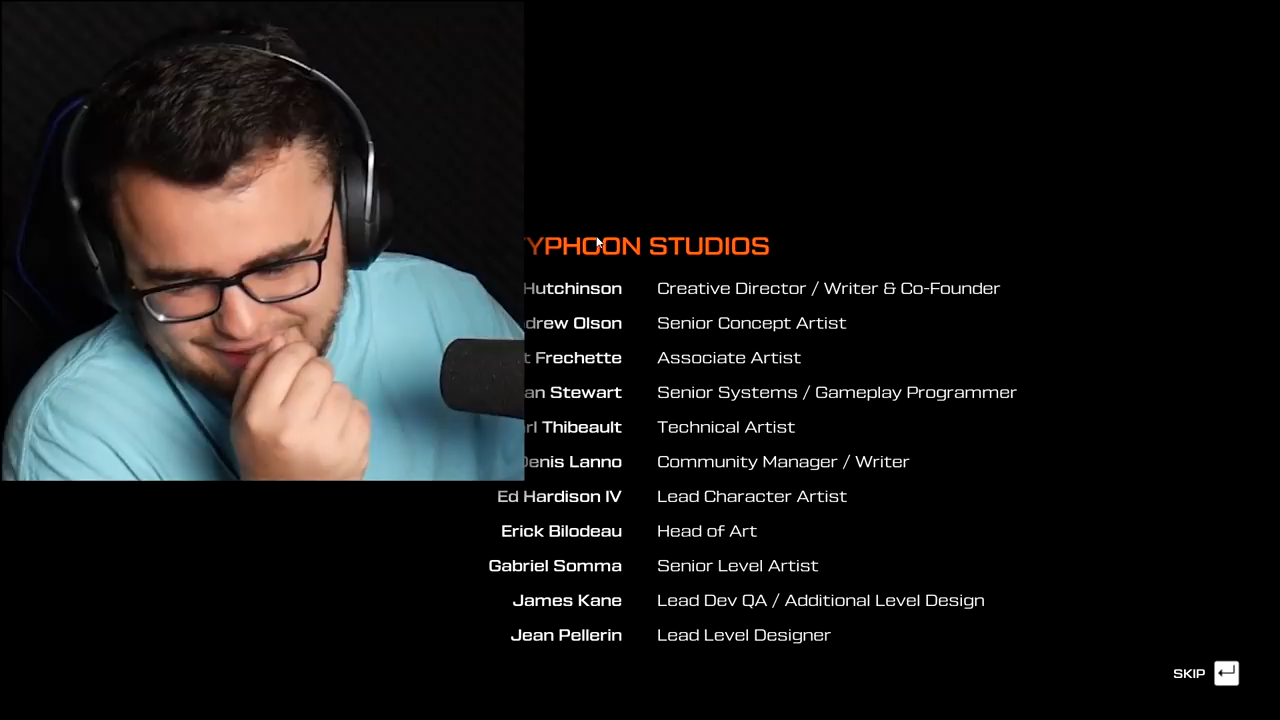 TYPHOON STUDIOS
Hutchinson Creative Director / Writer & Co-Founder
Olson Senior Concept Artist
Frechette Associate Artist
Stewart Senior Systems / Gameplay Programmer
Thibeault Technical Artist
Denis Lanno Community Manager / Writer
Ed Hardison IV Lead Character Artist
Erick Bilodeau Head of Art
Gabriel Somma Senior Level Artist
James Kane Lead Dev QA / Additional Level Design
Jean Pellerin Lead Level Designer
SKIP